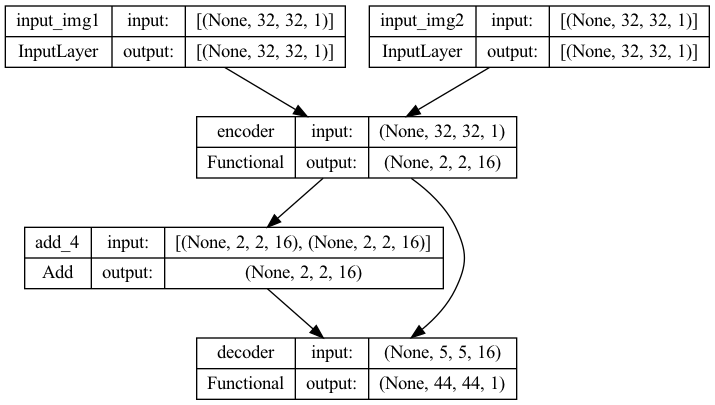 input_img1 input: [(None, 32, 32, 1)]
InputLayer output: [(None, 32, 32, 1)]
input_img2 input: [(None, 32, 32, 1)]
InputLayer output: [(None, 32, 32, 1)]
encoder input: (None, 32, 32, 1)
Functional output: (None, 2, 2, 16)
add_4 input: [(None, 2, 2, 16), (None, 2, 2, 16)]
Add output: (None, 2, 2, 16)
decoder input: (None, 5, 5, 16)
Functional output: (None, 44, 44, 1)